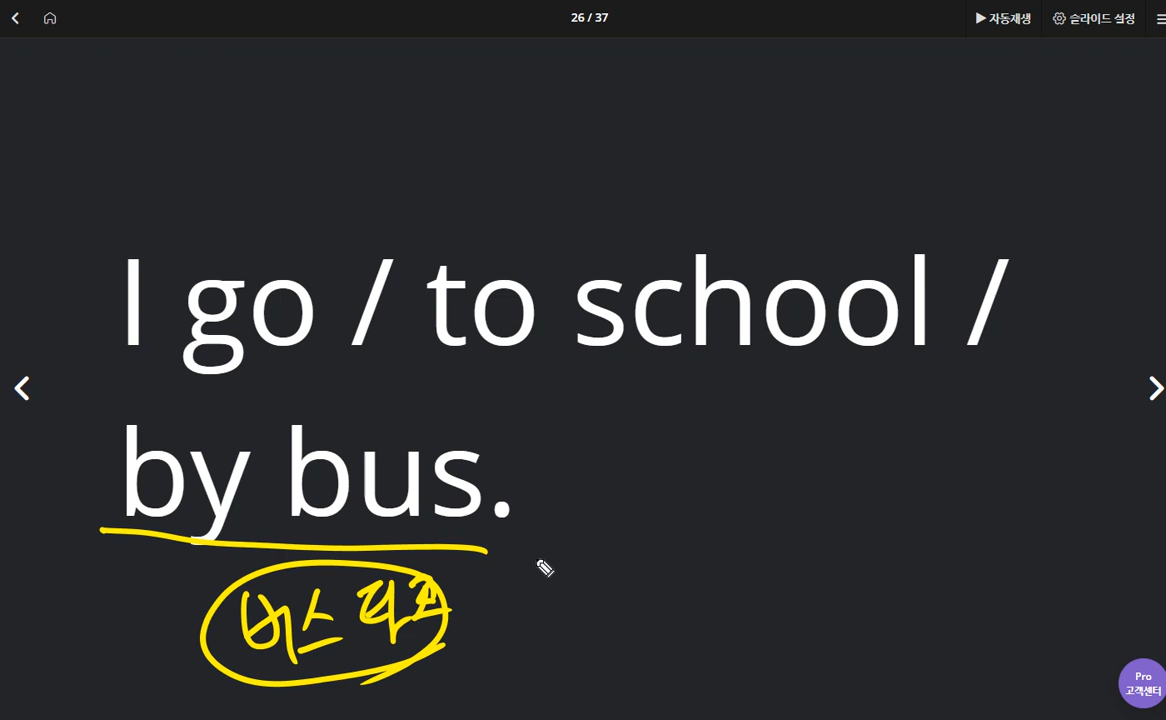 26 / 37
▶ 자동재생
슬라이드 설정
I go / to school /
by bus.
버스 타고
Pro
고객센터